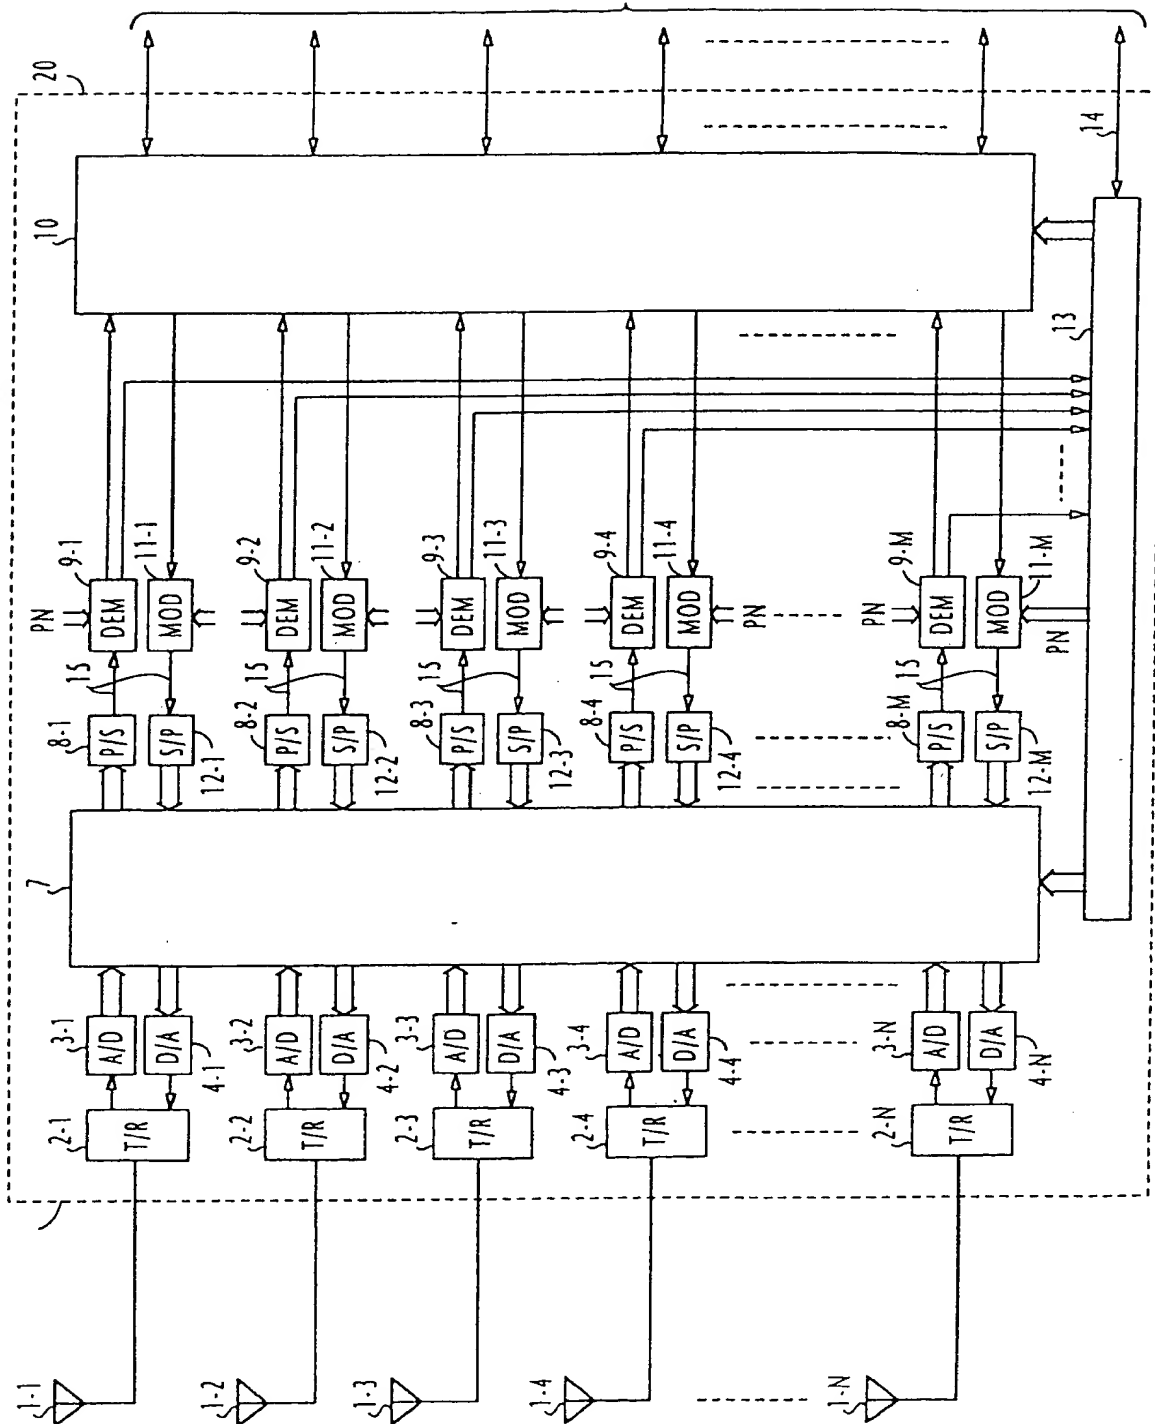 20
10
14
13
7
PN
9-1
11-1
DEM
MOD
15
8-1
P/S
S/P
12-1
3-1
A/D
D/A
4-1
2-1
T/R
1-1
9-2
11-2
DEM
MOD
15
8-2
P/S
S/P
12-2
3-2
A/D
D/A
4-2
2-2
T/R
1-2
9-3
11-3
DEM
MOD
15
8-3
P/S
S/P
12-3
3-3
A/D
D/A
4-3
2-3
T/R
1-3
9-4
11-4
DEM
MOD
PN
15
8-4
P/S
S/P
12-4
3-4
A/D
D/A
4-4
2-4
T/R
1-4
PN
9-M
11-M
DEM
MOD
PN
15
8-M
P/S
S/P
12-M
3-N
A/D
D/A
4-N
2-N
T/R
1-N